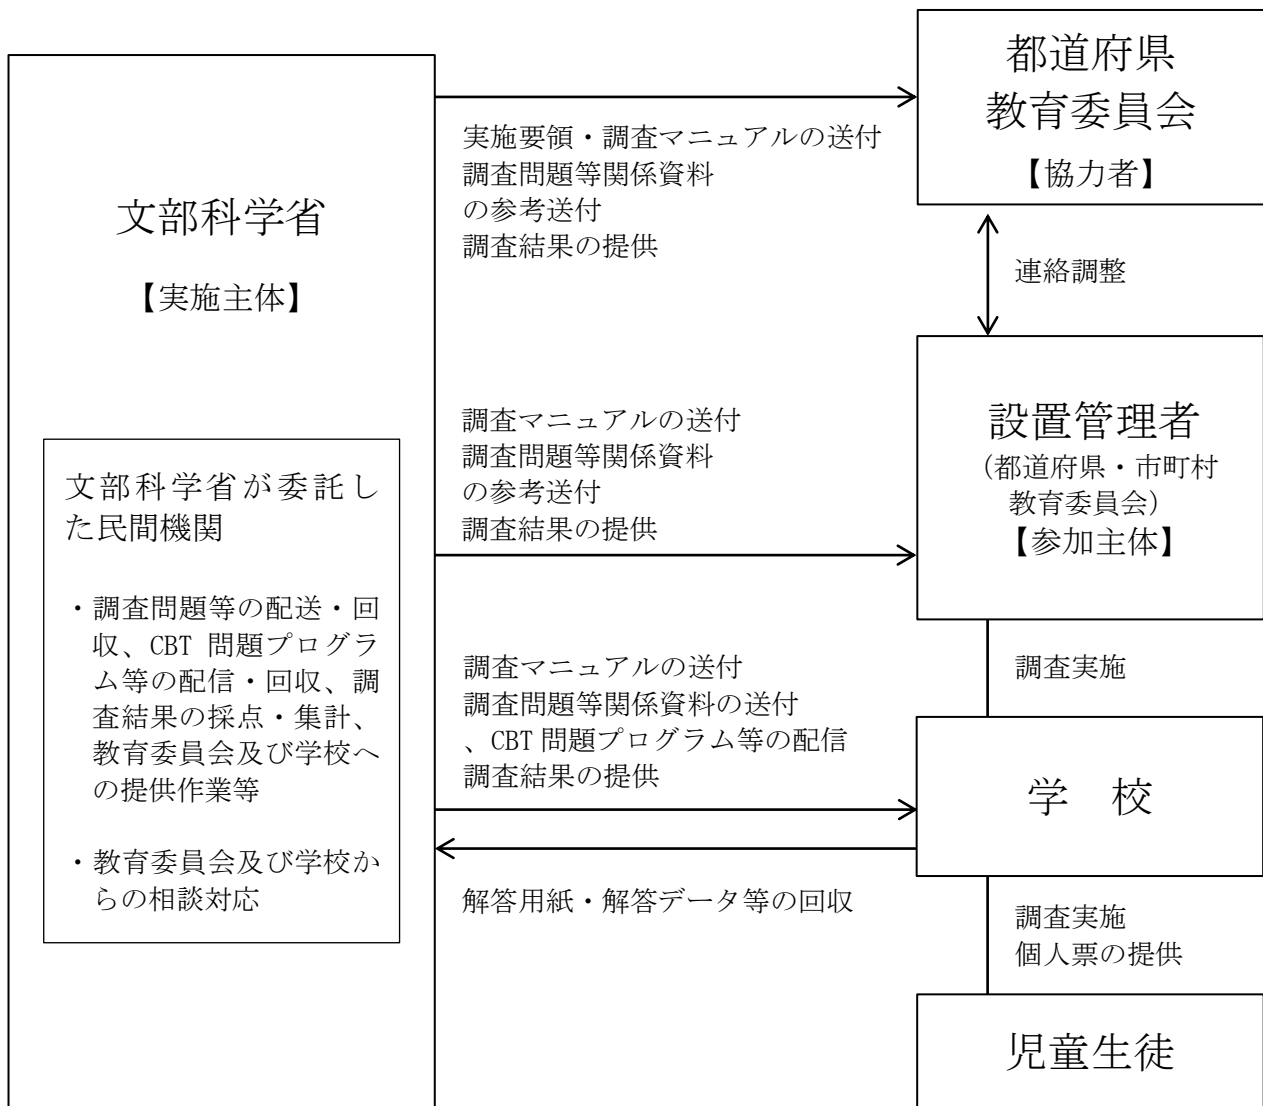 文部科学省
【実施主体】
文部科学省が委託し
た民間機関
・調査問題等の配送・回
収、CBT 問題プログラ
ム等の配信・回収、調
査結果の採点・集計、
教育委員会及び学校へ
の提供作業等
・教育委員会及び学校か
らの相談対応
実施要領・調査マニュアルの送付
調査問題等関係資料
の参考送付
調査結果の提供
調査マニュアルの送付
調査問題等関係資料
の参考送付
調査結果の提供
調査マニュアルの送付
調査問題等関係資料の送付
、CBT 問題プログラム等の配信
調査結果の提供
解答用紙・解答データ等の回収
都道府県
教育委員会
【協力者】
連絡調整
設置管理者
(都道府県・市町村
教育委員会)
【参加主体】
調査実施
学　校
調査実施
個人票の提供
児童生徒